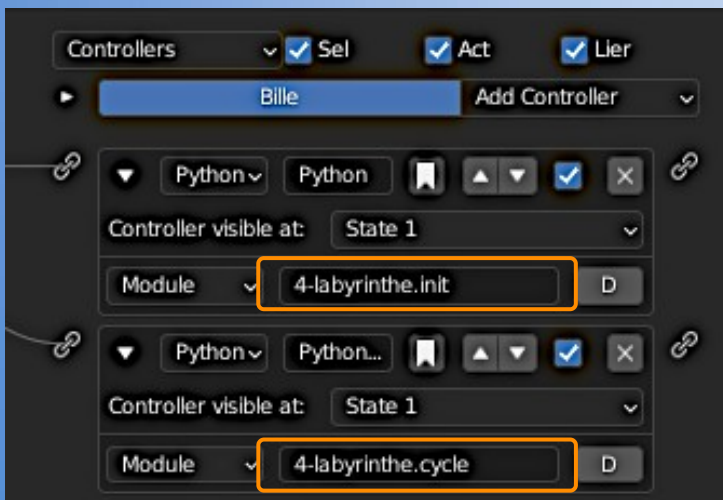 Controllers Sel Act Lier
Bille Add Controller
Python Python
Controller visible at: State 1
Module 4-labyrinthe.init D
Python Python...
Controller visible at: State 1
Module 4-labyrinthe.cycle D